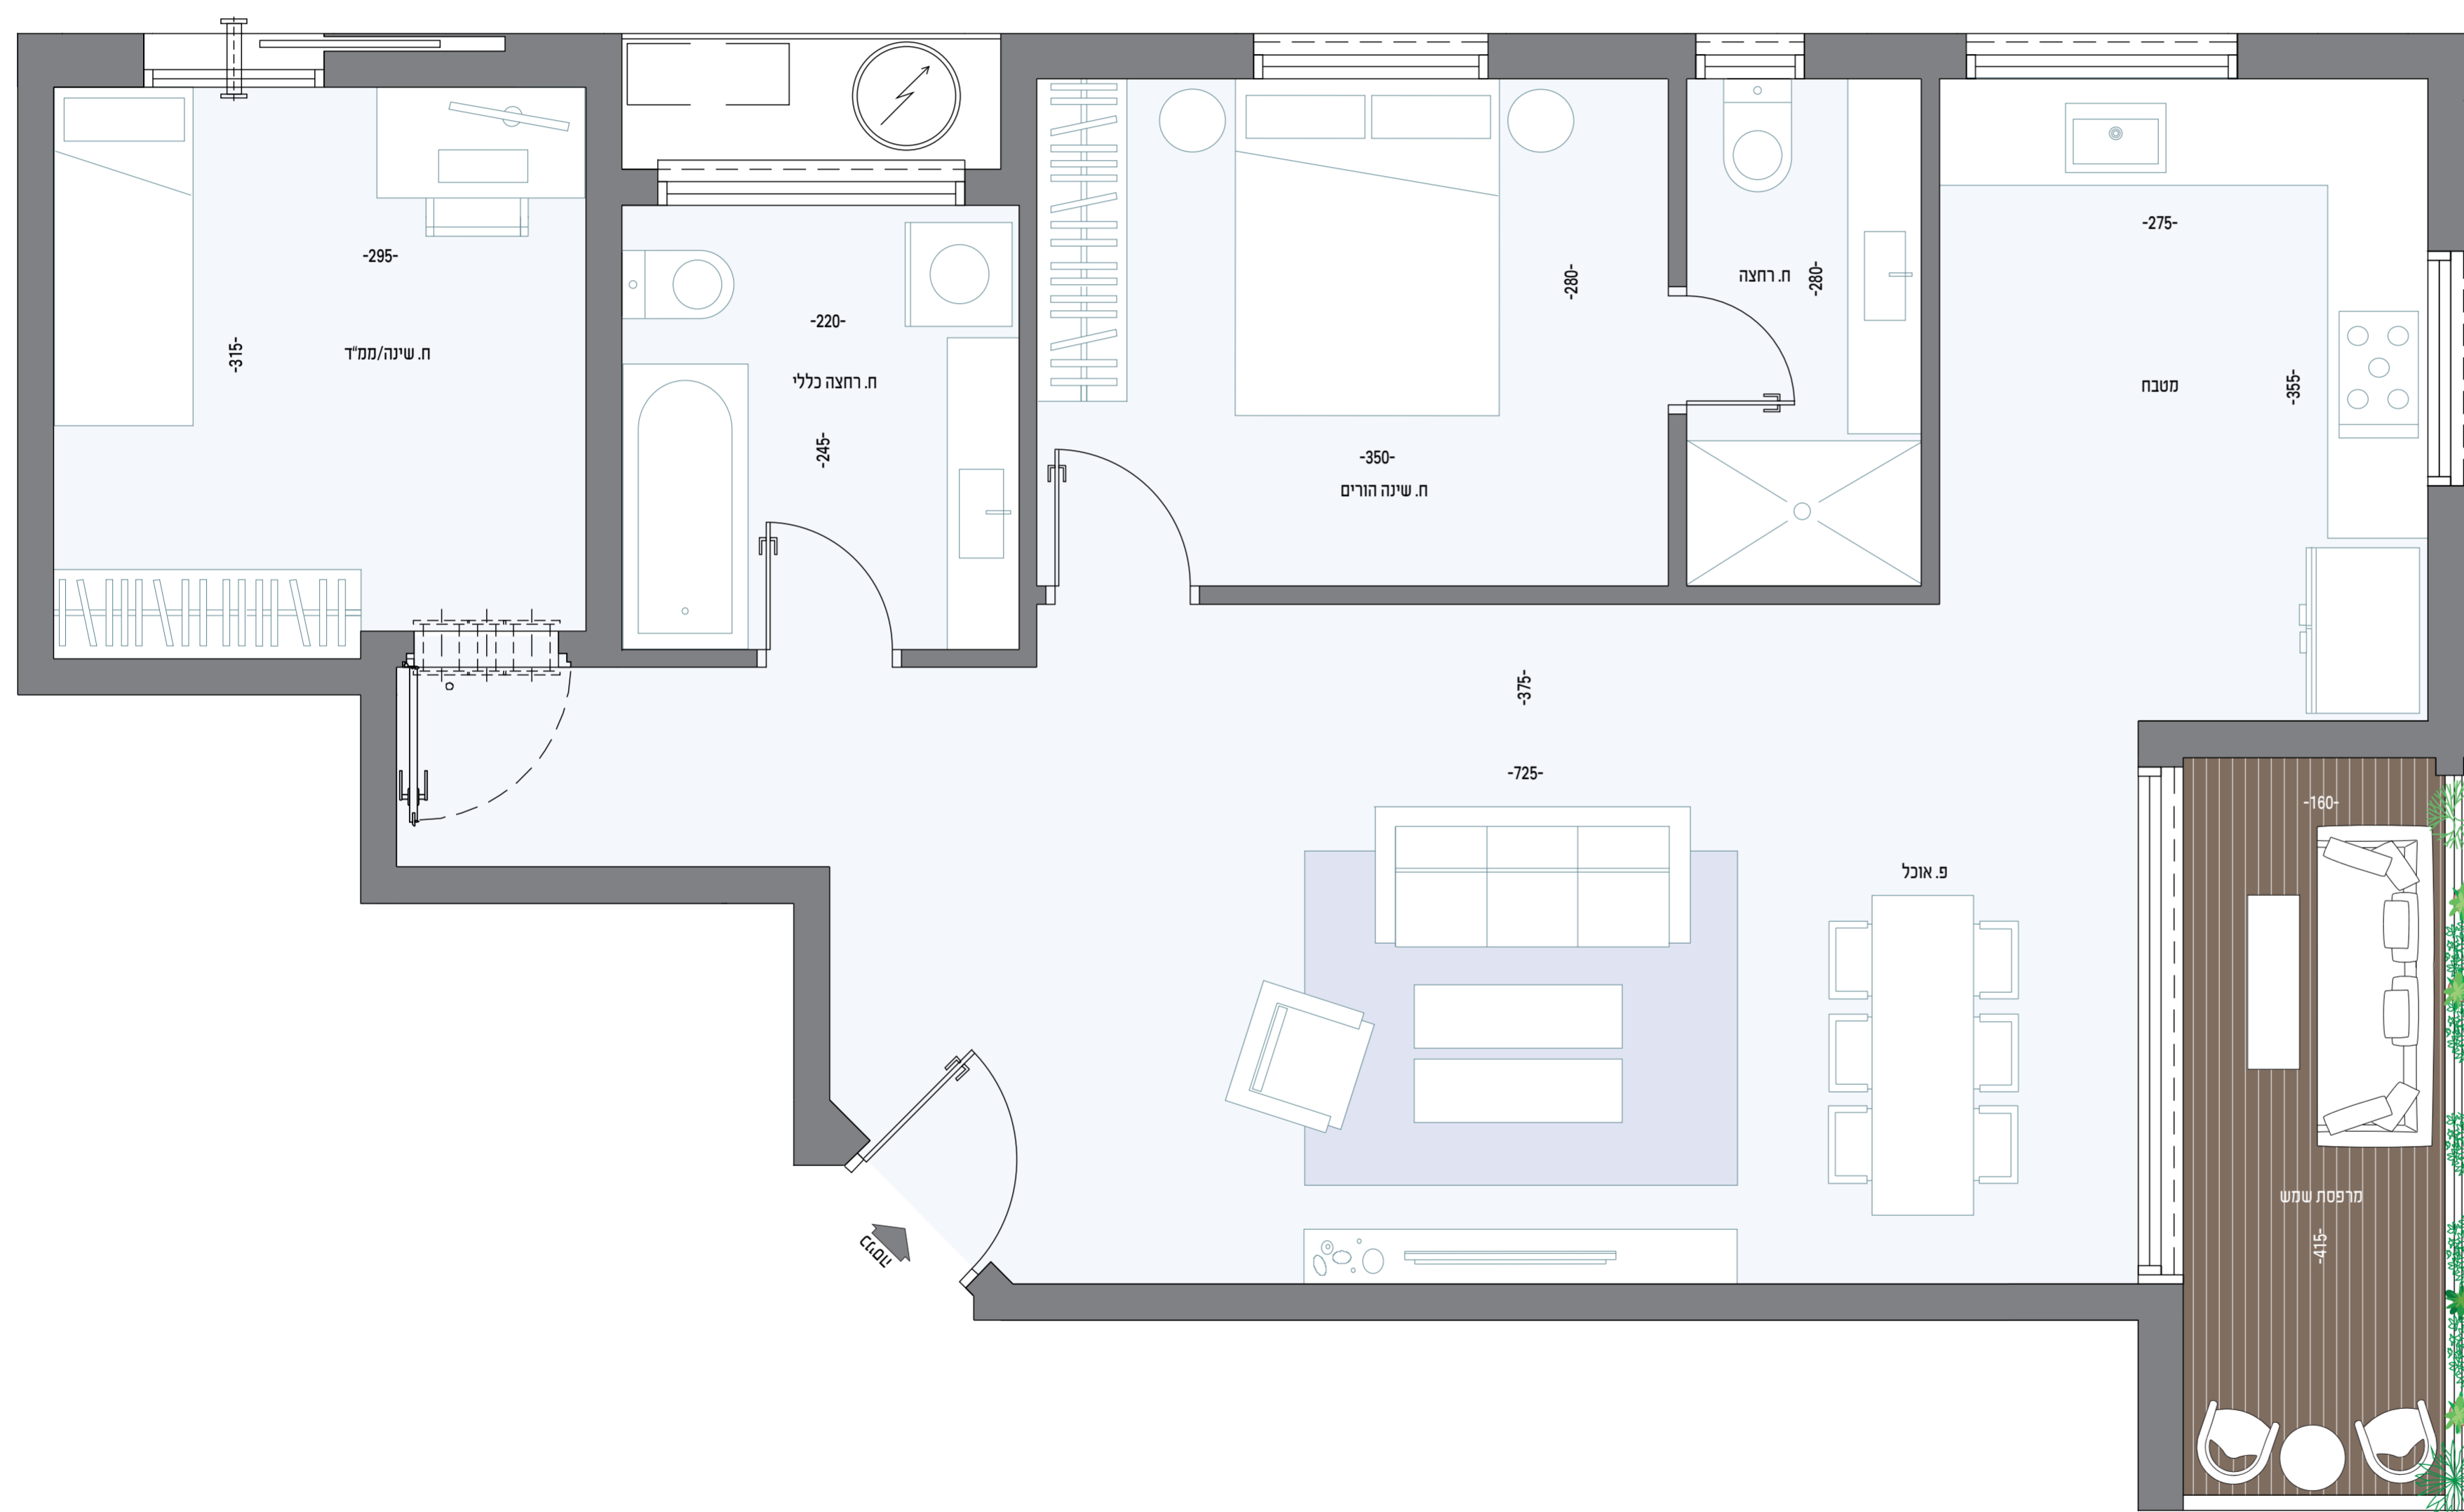 -295-
-315-
ח. שינה/ממ"ד
-220-
ח. רחצה כללי
-245-
-280-
-350-
ח. שינה הורים
ח. רחצה
-280-
-275-
מטבח
-355-
-375-
-725-
פ. אוכל
-160-
מרפסת שמש
-415-
כניסה